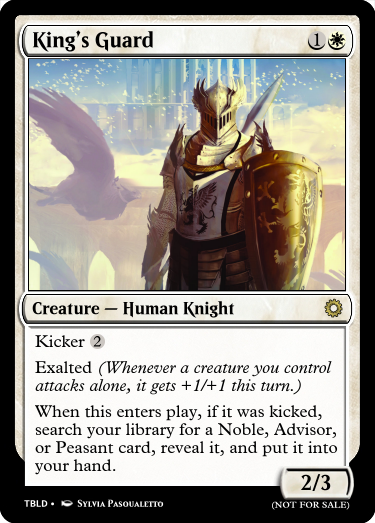 King's Guard 1
Creature — Human Knight
Kicker 2
Exalted (Whenever a creature you control
attacks alone, it gets +1/+1 this turn.)
When this enters play, if it was kicked,
search your library for a Noble, Advisor,
or Peasant card, reveal it, and put it into
your hand.
2/3
TBLD • Sylvia Pasqualetto
(NOT FOR SALE)